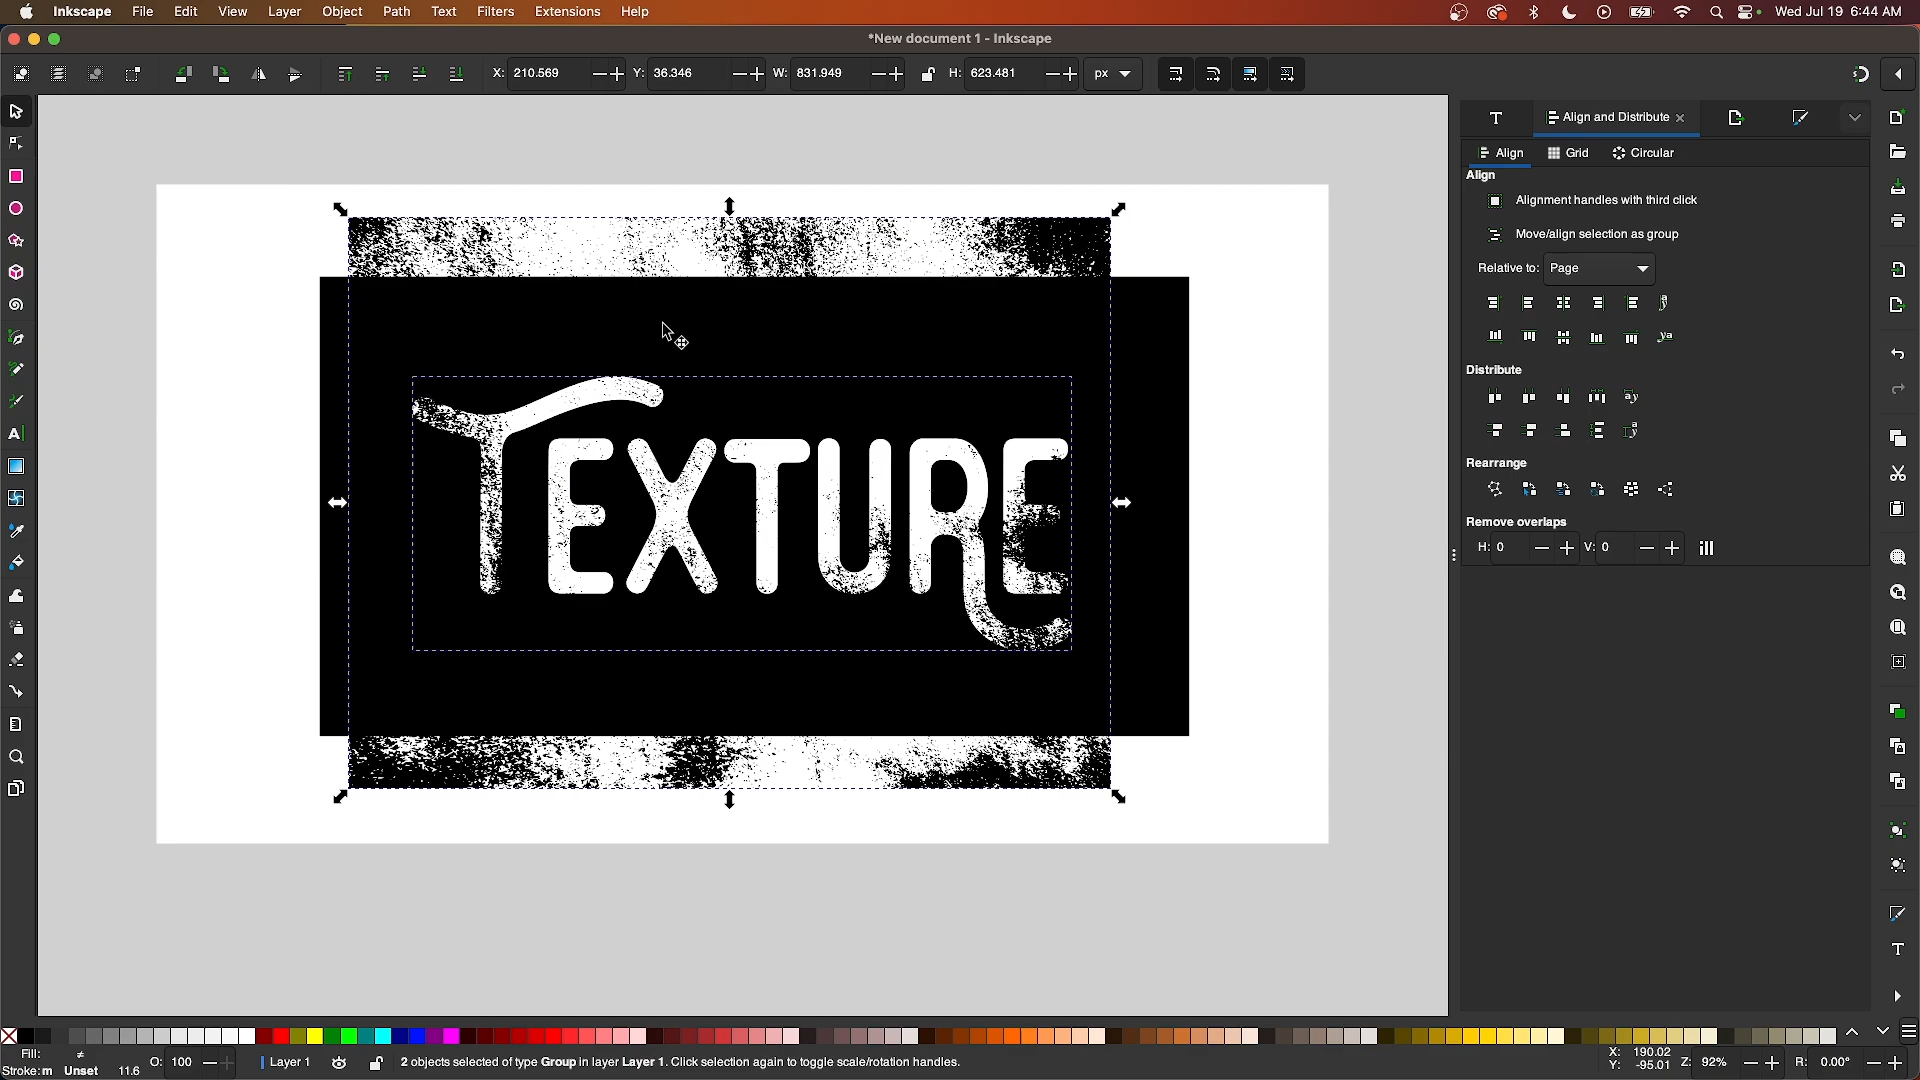 Inkscape File Edit View Layer Object Path Text Filters Extensions Help Wed Jul 19 6:44 AM
*New document 1 - Inkscape
X: 210.569 Y: 36.346 W: 831.949 H: 623.481 px
Align and Distribute
Align Grid Circular
Align
Alignment handles with third click
Move/align selection as group
Relative to: Page
Distribute
Rearrange
Remove overlaps
H: 0 V: 0
TEXTURE
Fill: ≠ O: 100 Layer 1 2 objects selected of type Group in layer Layer 1. Click selection again to toggle scale/rotation handles. X: 190.02 Z: 92% R: 0.00°
Stroke:m Unset 11.6 Y: -95.01